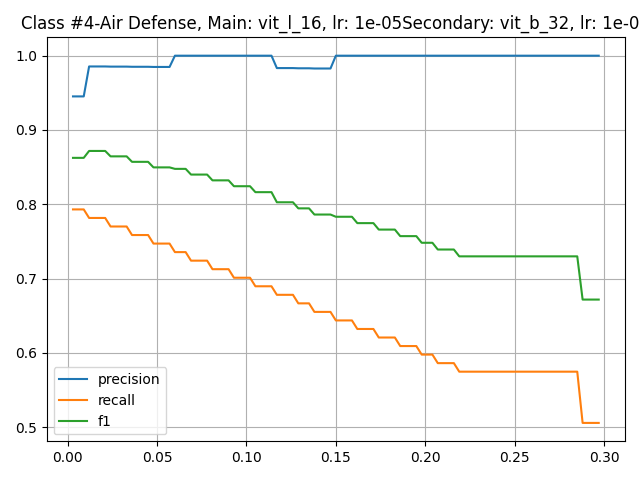 Class #4-Air Defense, Main: vit_l_16, lr: 1e-05Secondary: vit_b_32, lr: 1e-0
1.0
0.9
0.8
0.7
0.6
0.5
precision
recall
f1
0.00 0.05 0.10 0.15 0.20 0.25 0.30